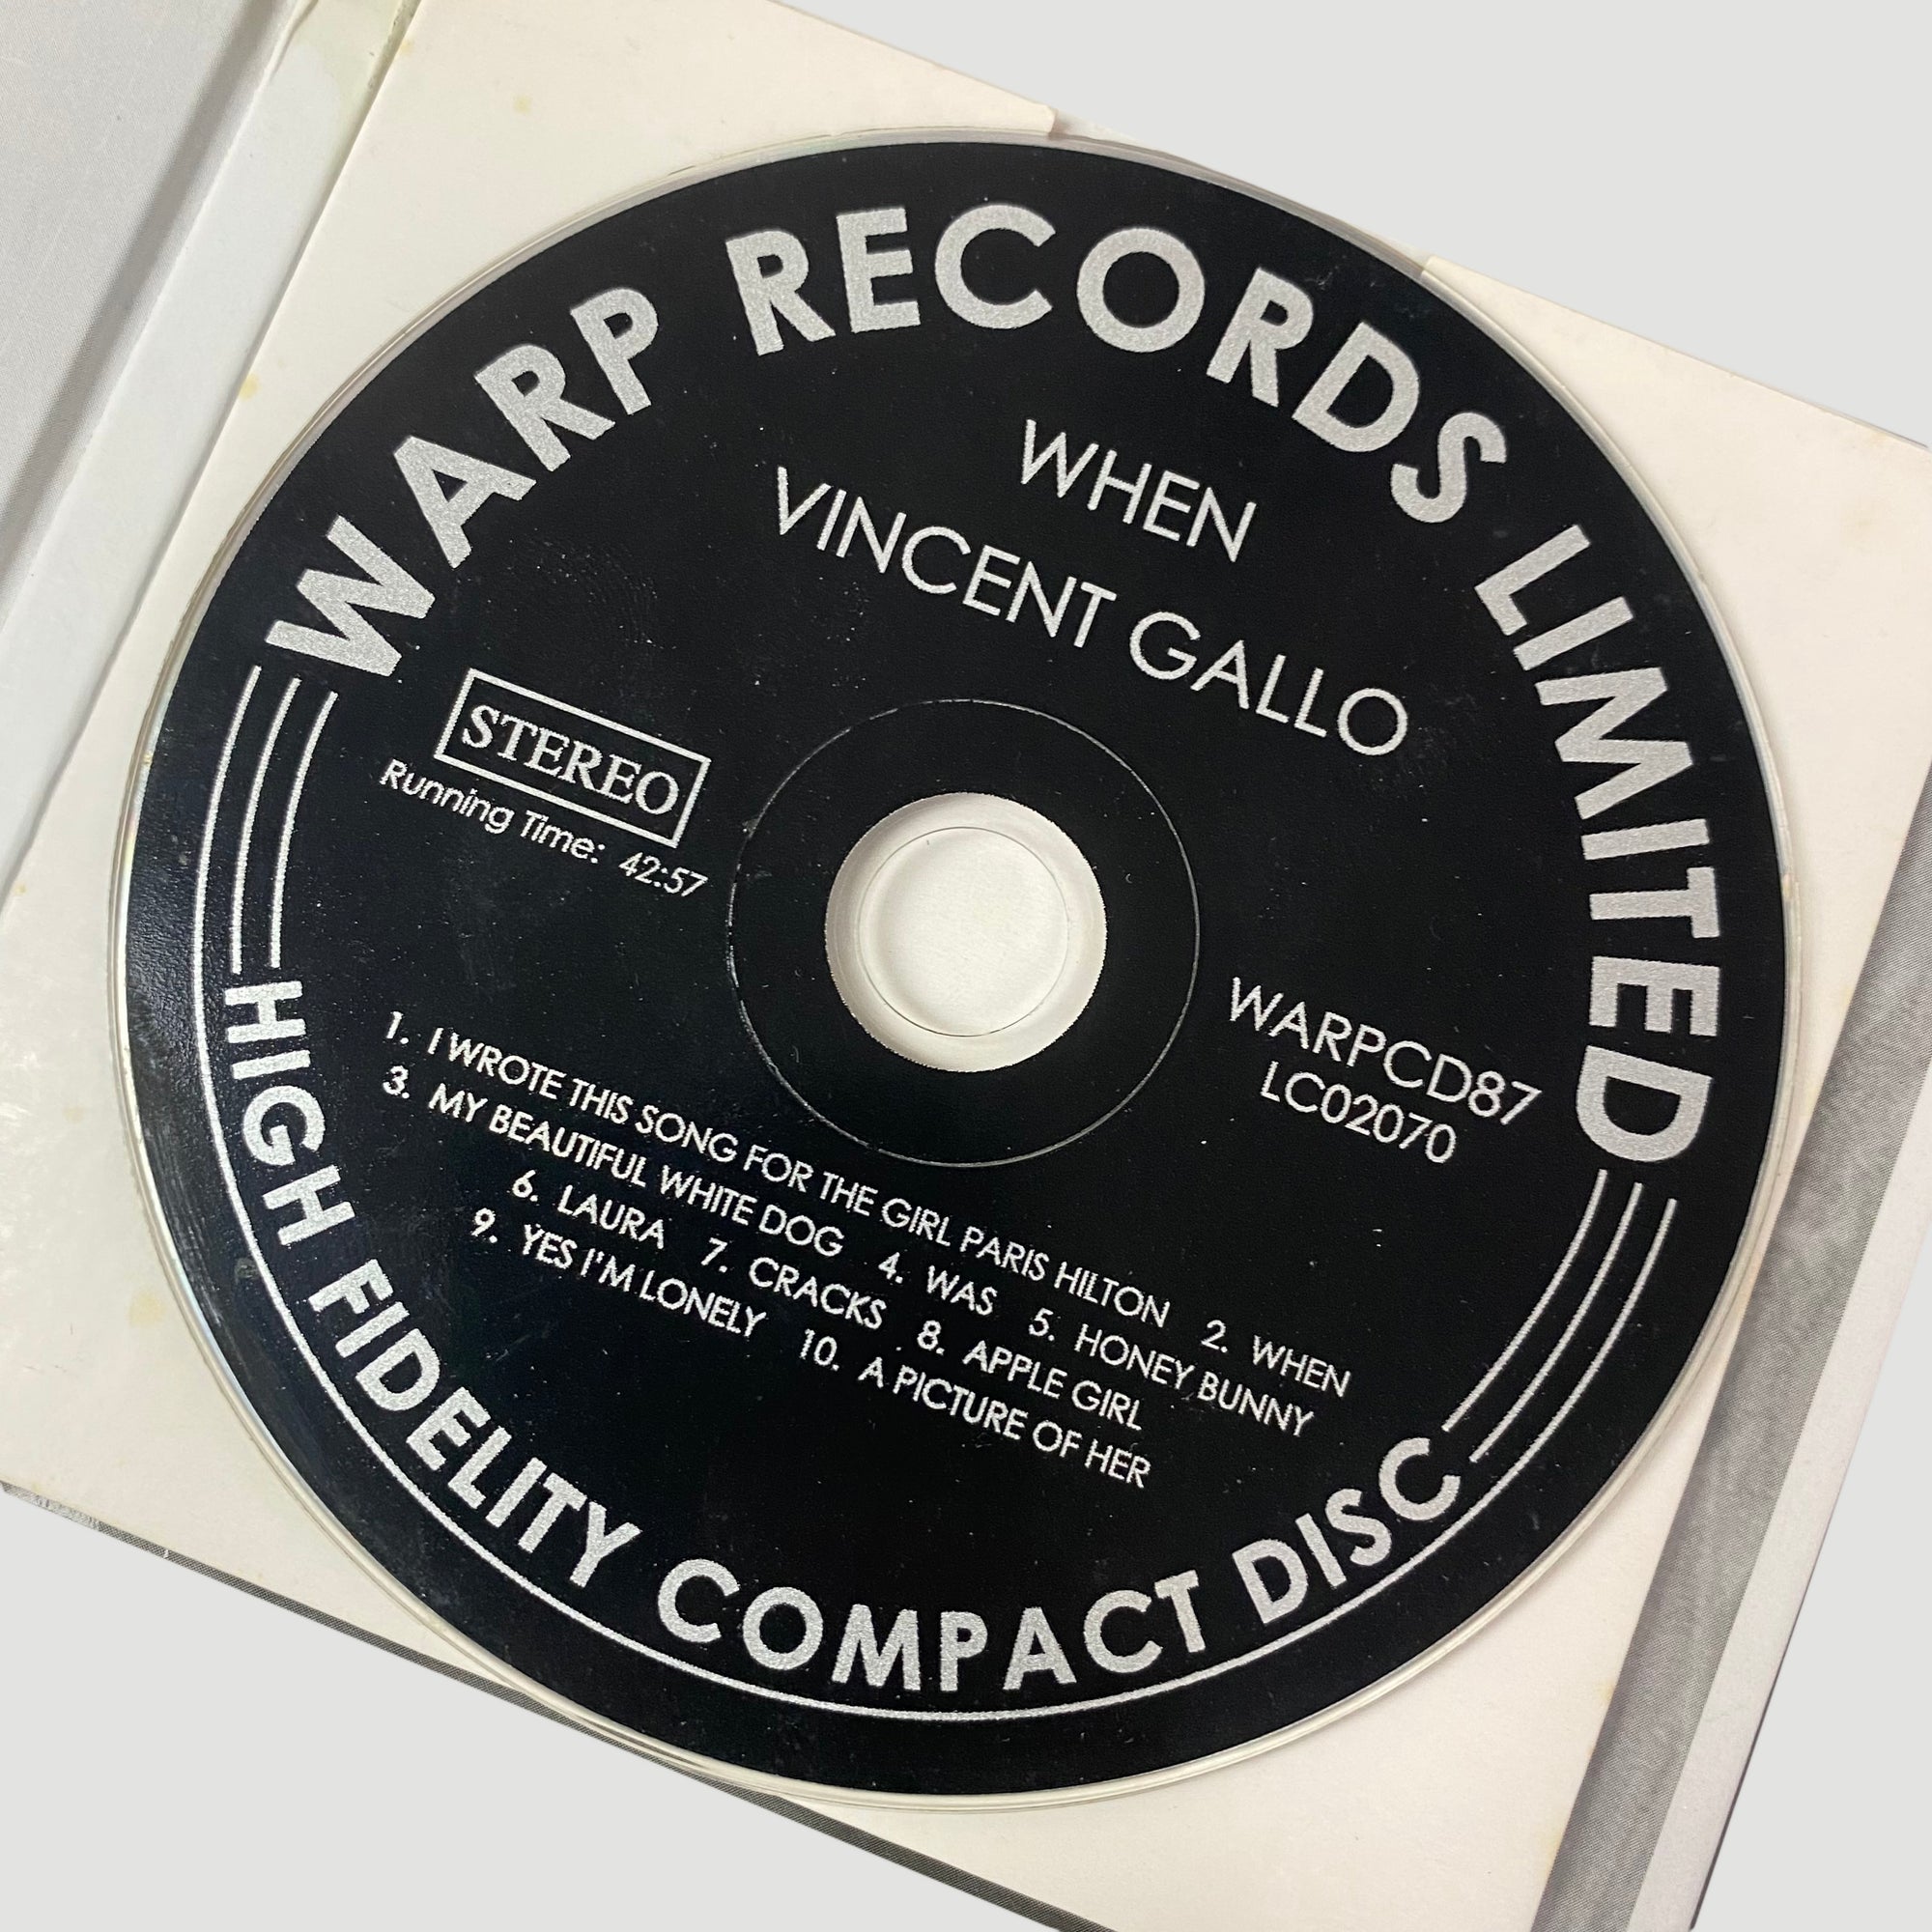 WARP RECORDS LIMITED
WHEN
VINCENT GALLO
STEREO
Running Time: 42:57
WARPCD87
LC02070
1. I WROTE THIS SONG FOR THE GIRL PARIS HILTON 2. WHEN
3. MY BEAUTIFUL WHITE DOG 4. WAS 5. HONEY BUNNY
6. LAURA 7. CRACKS 8. APPLE GIRL
9. YES I'M LONELY 10. A PICTURE OF HER
HIGH FIDELITY COMPACT DISC